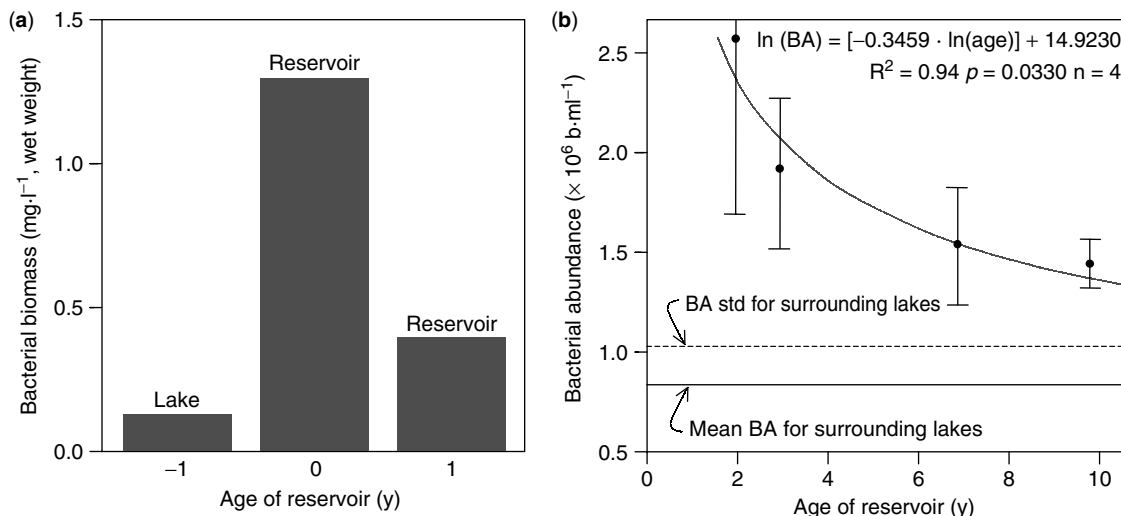 (a)
1.5
1.0
0.5
0.0
Bacterial biomass (mg·l⁻¹, wet weight)
Lake
Reservoir
Reservoir
−1
0
1
Age of reservoir (y)
(b)
2.5
2.0
1.5
1.0
0.5
Bacterial abundance (× 10⁶ b·ml⁻¹)
ln (BA) = [−0.3459 · ln(age)] + 14.9230
R² = 0.94 p = 0.0330 n = 4
BA std for surrounding lakes
Mean BA for surrounding lakes
0
2
4
6
8
10
Age of reservoir (y)